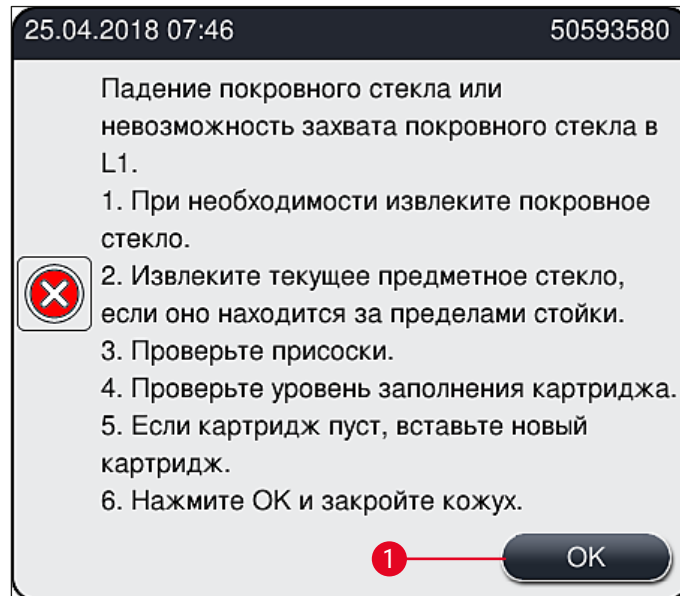 25.04.2018 07:46 50593580
Падение покровного стекла или
невозможность захвата покровного стекла в
L1.
1. При необходимости извлеките покровное
стекло.
2. Извлеките текущее предметное стекло,
если оно находится за пределами стойки.
3. Проверьте присоски.
4. Проверьте уровень заполнения картриджа.
5. Если картридж пуст, вставьте новый
картридж.
6. Нажмите OK и закройте кожух.
1 OK